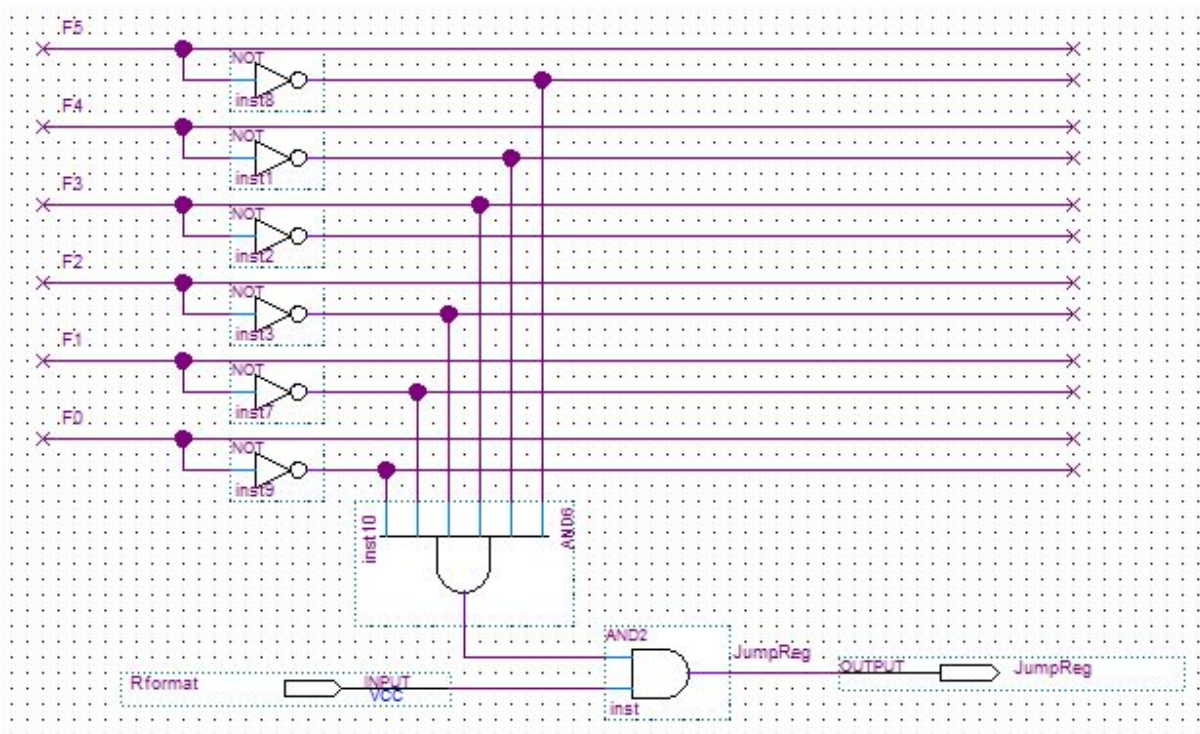 F5
NOT
inst8
F4
NOT
inst1
F3
NOT
inst2
F2
NOT
inst3
F1
NOT
inst7
F0
NOT
inst9
inst10
AND6
AND2
JumpReg
OUTPUT
JumpReg
Rformat
INPUT
VCC
inst